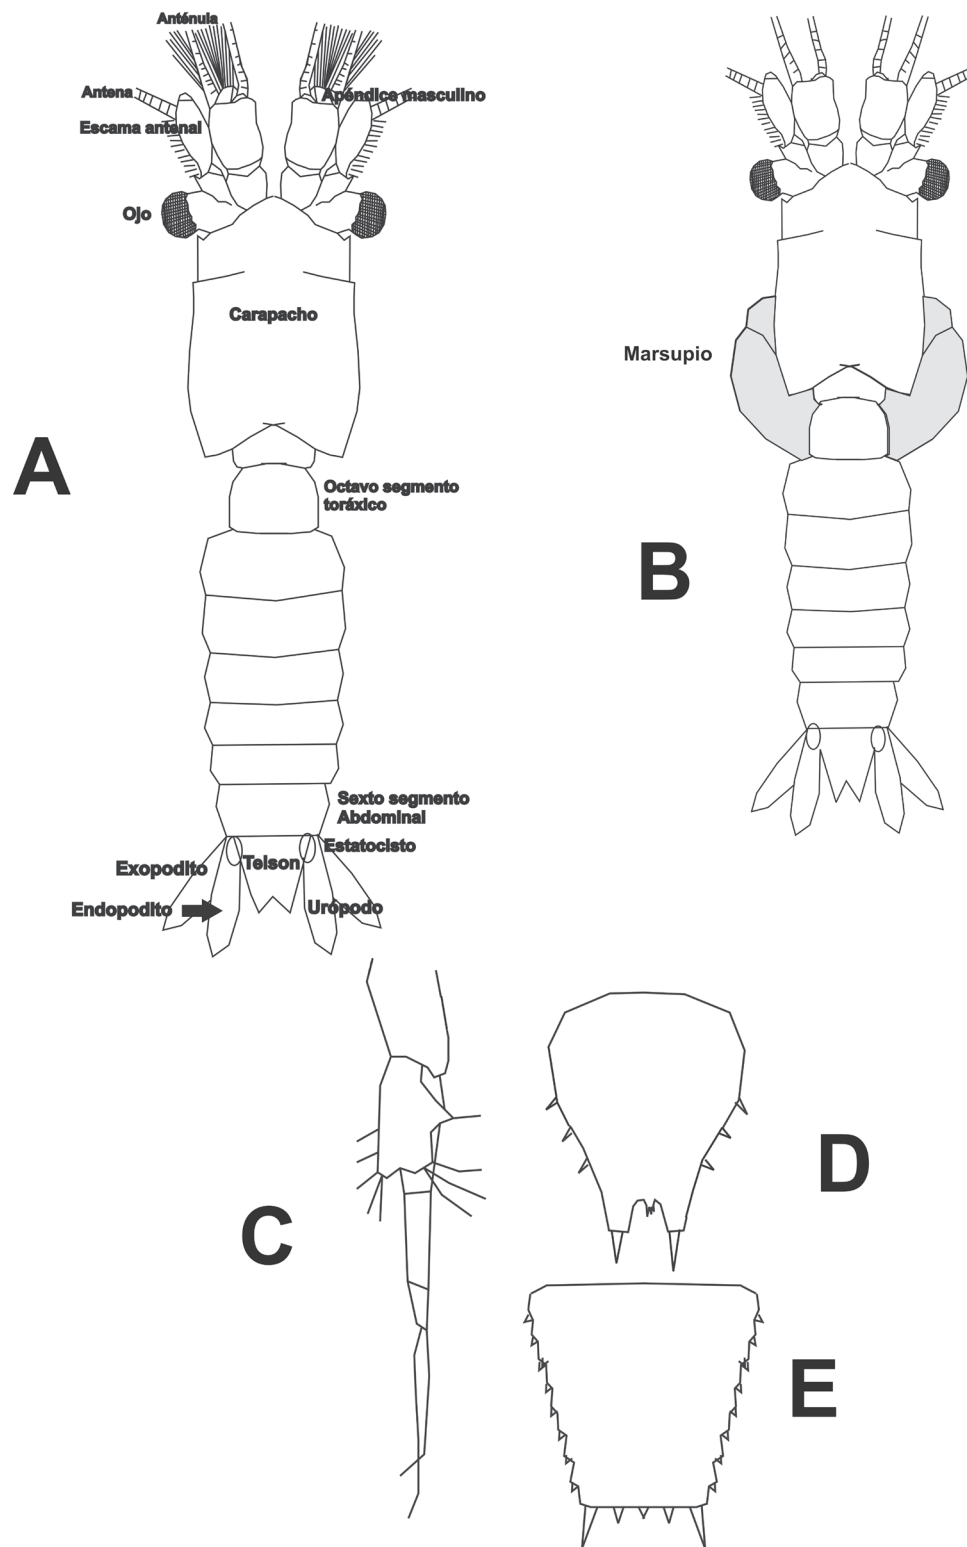 Anténula
Antena
Apéndice masculino
Escama antenal
Ojo
Carapacho
Marsupio
A
Octavo segmento
toráxico
B
Sexto segmento
Abdominal
Estatocisto
Exopodito
Telson
Endopodito
Urópodo
C
D
E